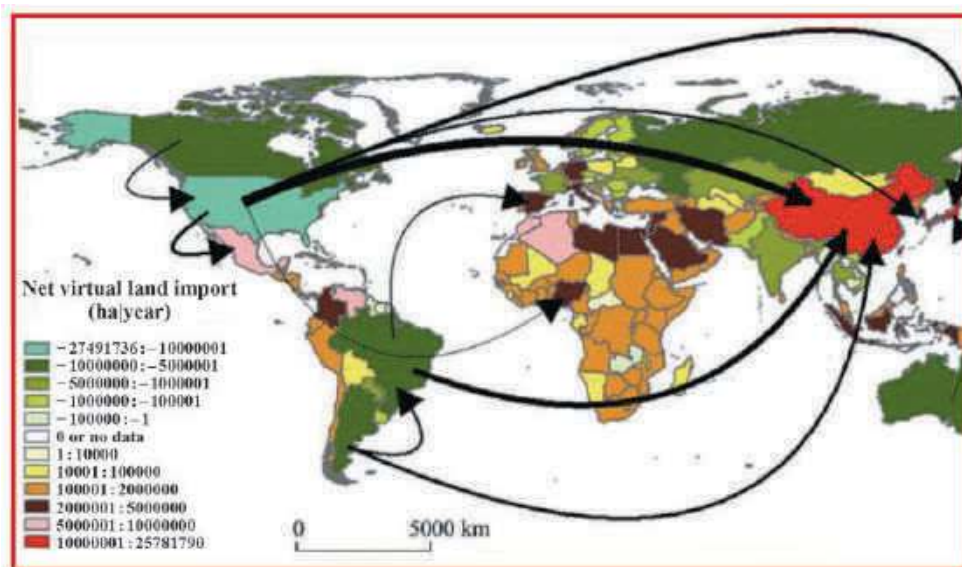 Net virtual land import
(ha|year)
-27491736:-10000001
-10000000:-5000001
-5000000:-1000001
-1000000:-100001
-100000:-1
0 or no data
1:10000
10001:100000
100001:2000000
2000001:5000000
5000001:10000000
10000001:25781790
0 5000 km